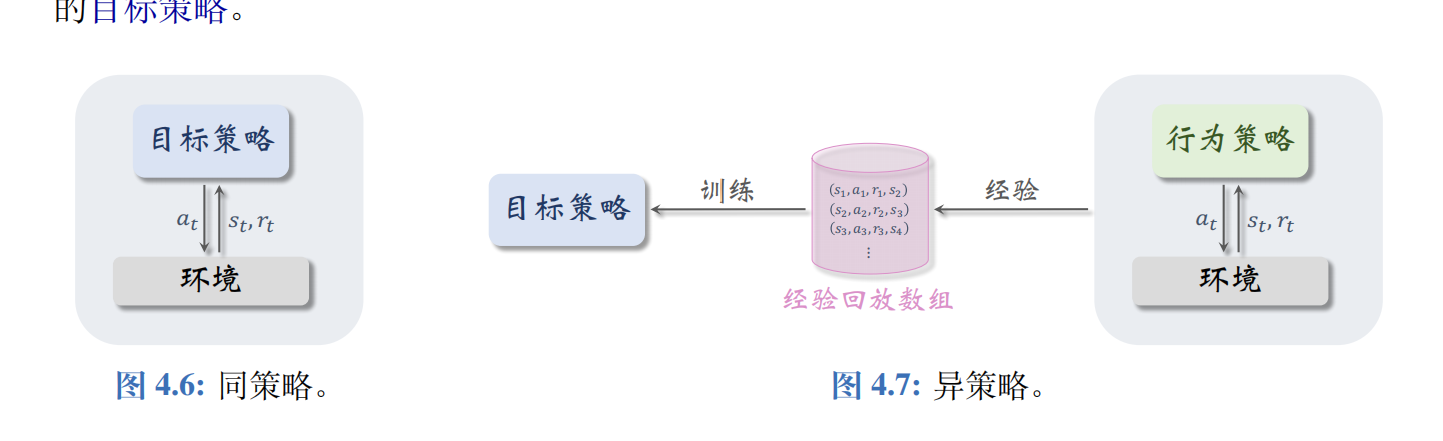 的目标策略。
目标策略
a_t
s_t, r_t
环境
图 4.6: 同策略。
目标策略
训练
(s_1, a_1, r_1, s_2)
(s_2, a_2, r_2, s_3)
(s_3, a_3, r_3, s_4)
⋮
经验回放数组
经验
行为策略
a_t
s_t, r_t
环境
图 4.7: 异策略。